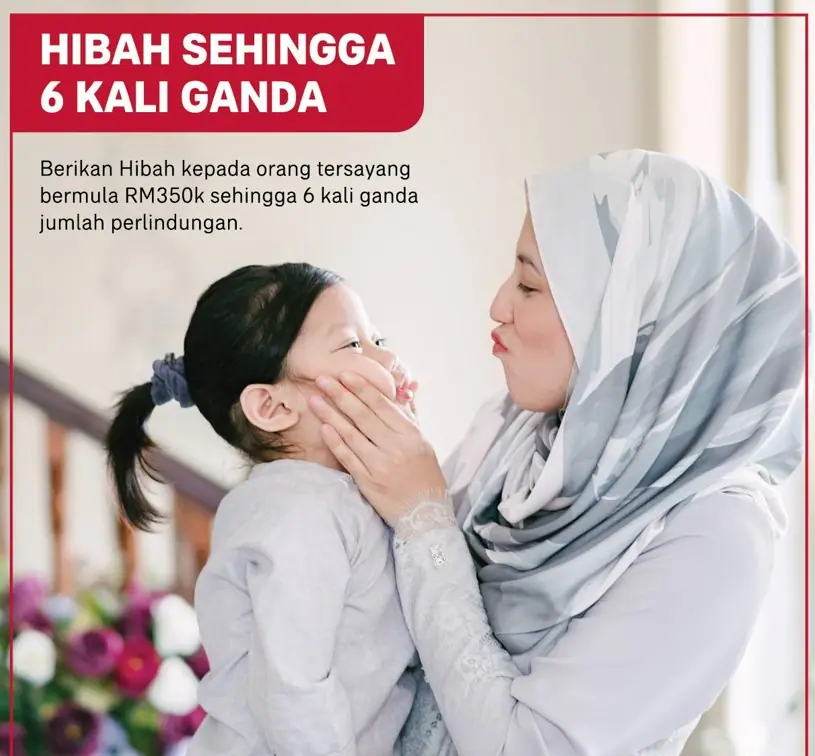 HIBAH SEHINGGA
6 KALI GANDA
Berikan Hibah kepada orang tersayang
bermula RM350k sehingga 6 kali ganda
jumlah perlindungan.